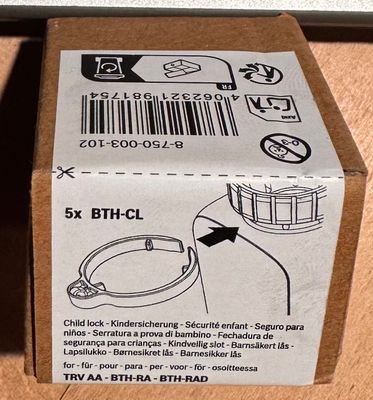 FR
4 062321 981754
8-750-003-102
5x BTH-CL
Child lock - Kindersicherung - Sécurité enfant - Seguro para
niños - Serratura a prova di bambino - Fechadura de
segurança para crianças - Kindveilig slot - Barnsäkert lås -
Lapsilukko - Børnesikret lås - Barnesikker lås
for - für - pour - para - per - voor - för - osoitteessa
TRV AA - BTH-RA - BTH-RAD